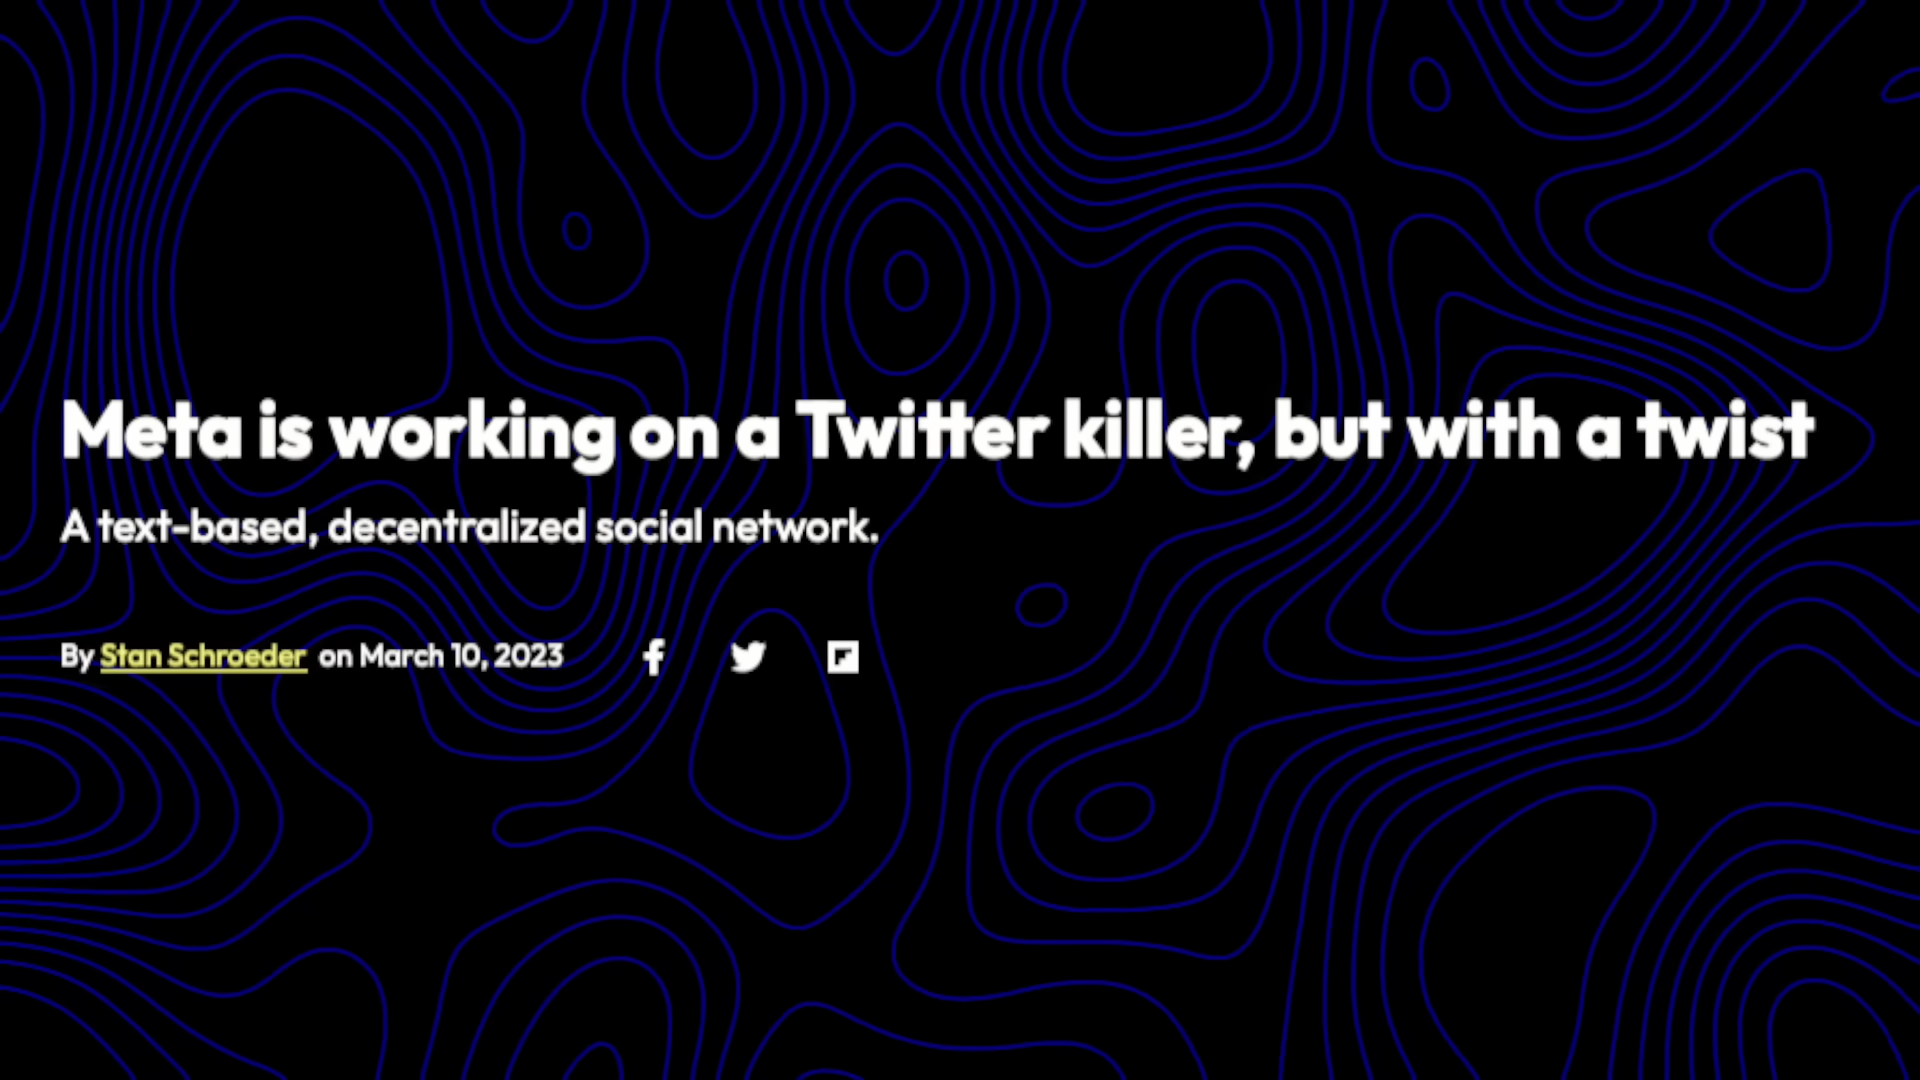 Meta is working on a Twitter killer, but with a twist
A text-based, decentralized social network.
By Stan Schroeder on March 10, 2023